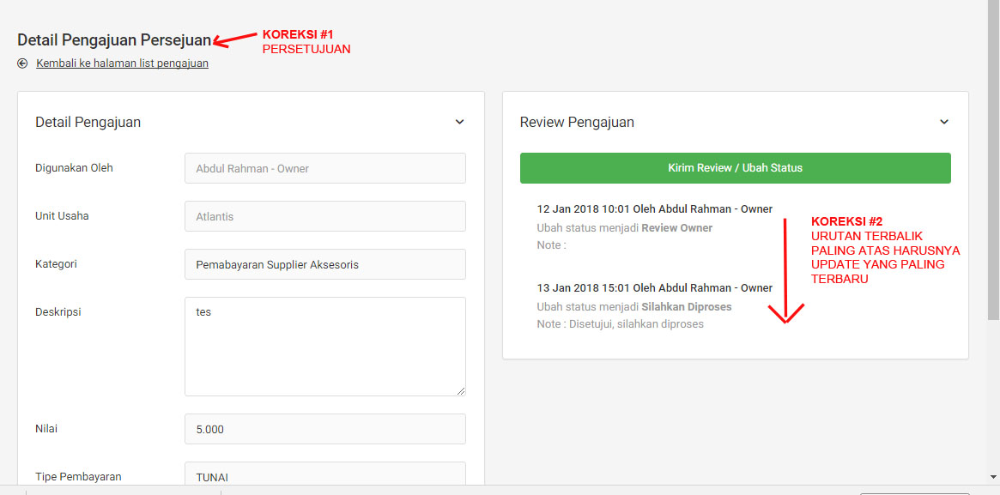 Detail Pengajuan Persejuan
KOREKSI #1
PERSETUJUAN
Kembali ke halaman list pengajuan
Detail Pengajuan
Digunakan Oleh
Abdul Rahman - Owner
Unit Usaha
Atlantis
Kategori
Pemabayaran Supplier Aksesoris
Deskripsi
tes
Nilai
5.000
Tipe Pembayaran
TUNAI
Review Pengajuan
Kirim Review / Ubah Status
12 Jan 2018 10:01 Oleh Abdul Rahman - Owner
Ubah status menjadi Review Owner
Note :
13 Jan 2018 15:01 Oleh Abdul Rahman - Owner
Ubah status menjadi Silahkan Diproses
Note : Disetujui, silahkan diproses
KOREKSI #2
URUTAN TERBALIK
PALING ATAS HARUSNYA
UPDATE YANG PALING
TERBARU